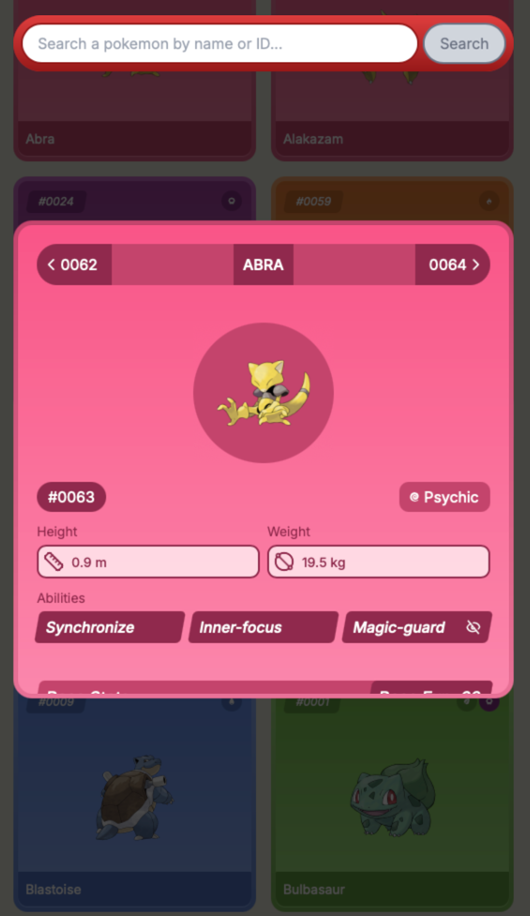 Search a pokemon by name or ID...
Search
Abra
Alakazam
#0024
#0059
0062
ABRA
0064
#0063
Psychic
Height
Weight
0.9 m
19.5 kg
Abilities
Synchronize
Inner-focus
Magic-guard
#0009
#0001
Blastoise
Bulbasaur